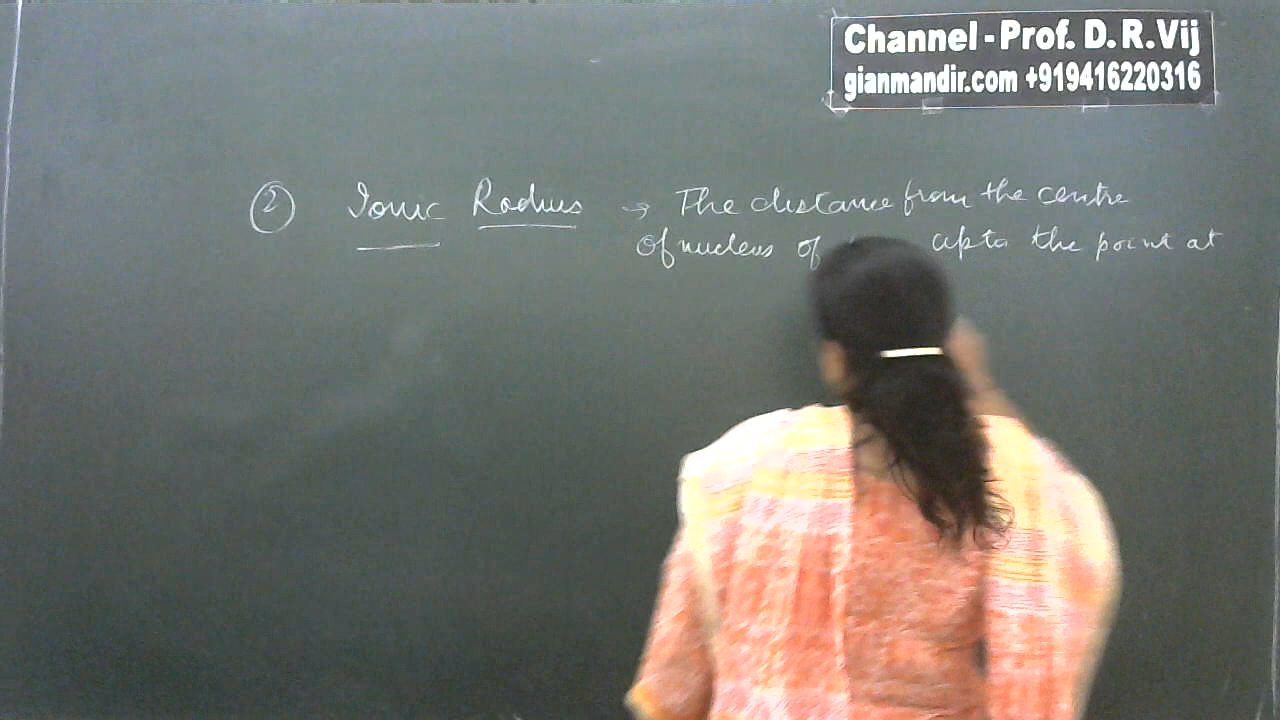 Channel - Prof. D. R. Vij
gianmandir.com +919416220316
② Ionic Radius → The distance from the centre
of nucleus of upto the point at